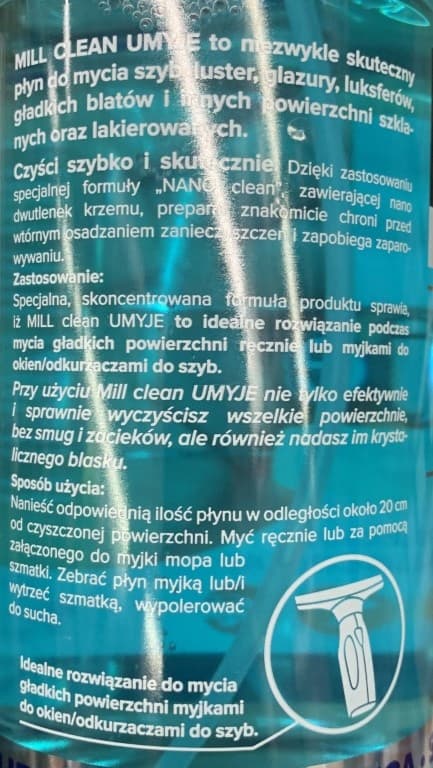 MILL CLEAN UMYJE to niezwykle skuteczny
płyn do mycia szyb, luster, glazury, luksferów,
gładkich blatów i innych powierzchni szkla-
nych oraz lakierowanych.
Czyści szybko i skutecznie. Dzięki zastosowaniu
specjalnej formuły „NANO clean”, zawierającej nano
dwutlenek krzemu, preparat znakomicie chroni przed
wtórnym osadzaniem zanieczyszczeń i zapobiega zaparo-
wywaniu.
Zastosowanie:
Specjalna, skoncentrowana formuła produktu sprawia,
iż MILL clean UMYJE to idealne rozwiązanie podczas
mycia gładkich powierzchni ręcznie lub myjkami do
okien/odkurzaczami do szyb.
Przy użyciu Mill clean UMYJE nie tylko efektywnie
i sprawnie wyczyścisz wszelkie powierzchnie,
bez smug i zacieków, ale również nadasz im krysta-
licznego blasku.
Sposób użycia:
Nanieść odpowiednią ilość płynu w odległości około 20 cm
od czyszczonej powierzchni. Myć ręcznie lub za pomocą
załączonego do myjki mopa lub
szmatki. Zebrać płyn myjką lub/i
wytrzeć szmatką, wypolerować
do sucha.
Idealne rozwiązanie do mycia
gładkich powierzchni myjkami
do okien/odkurzaczami do szyb.